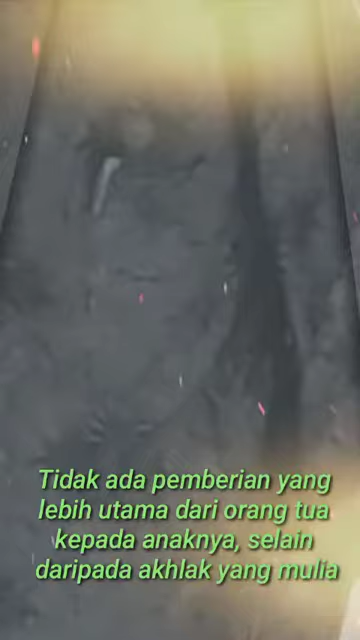 Tidak ada pemberian yang
lebih utama dari orang tua
kepada anaknya, selain
daripada akhlak yang mulia